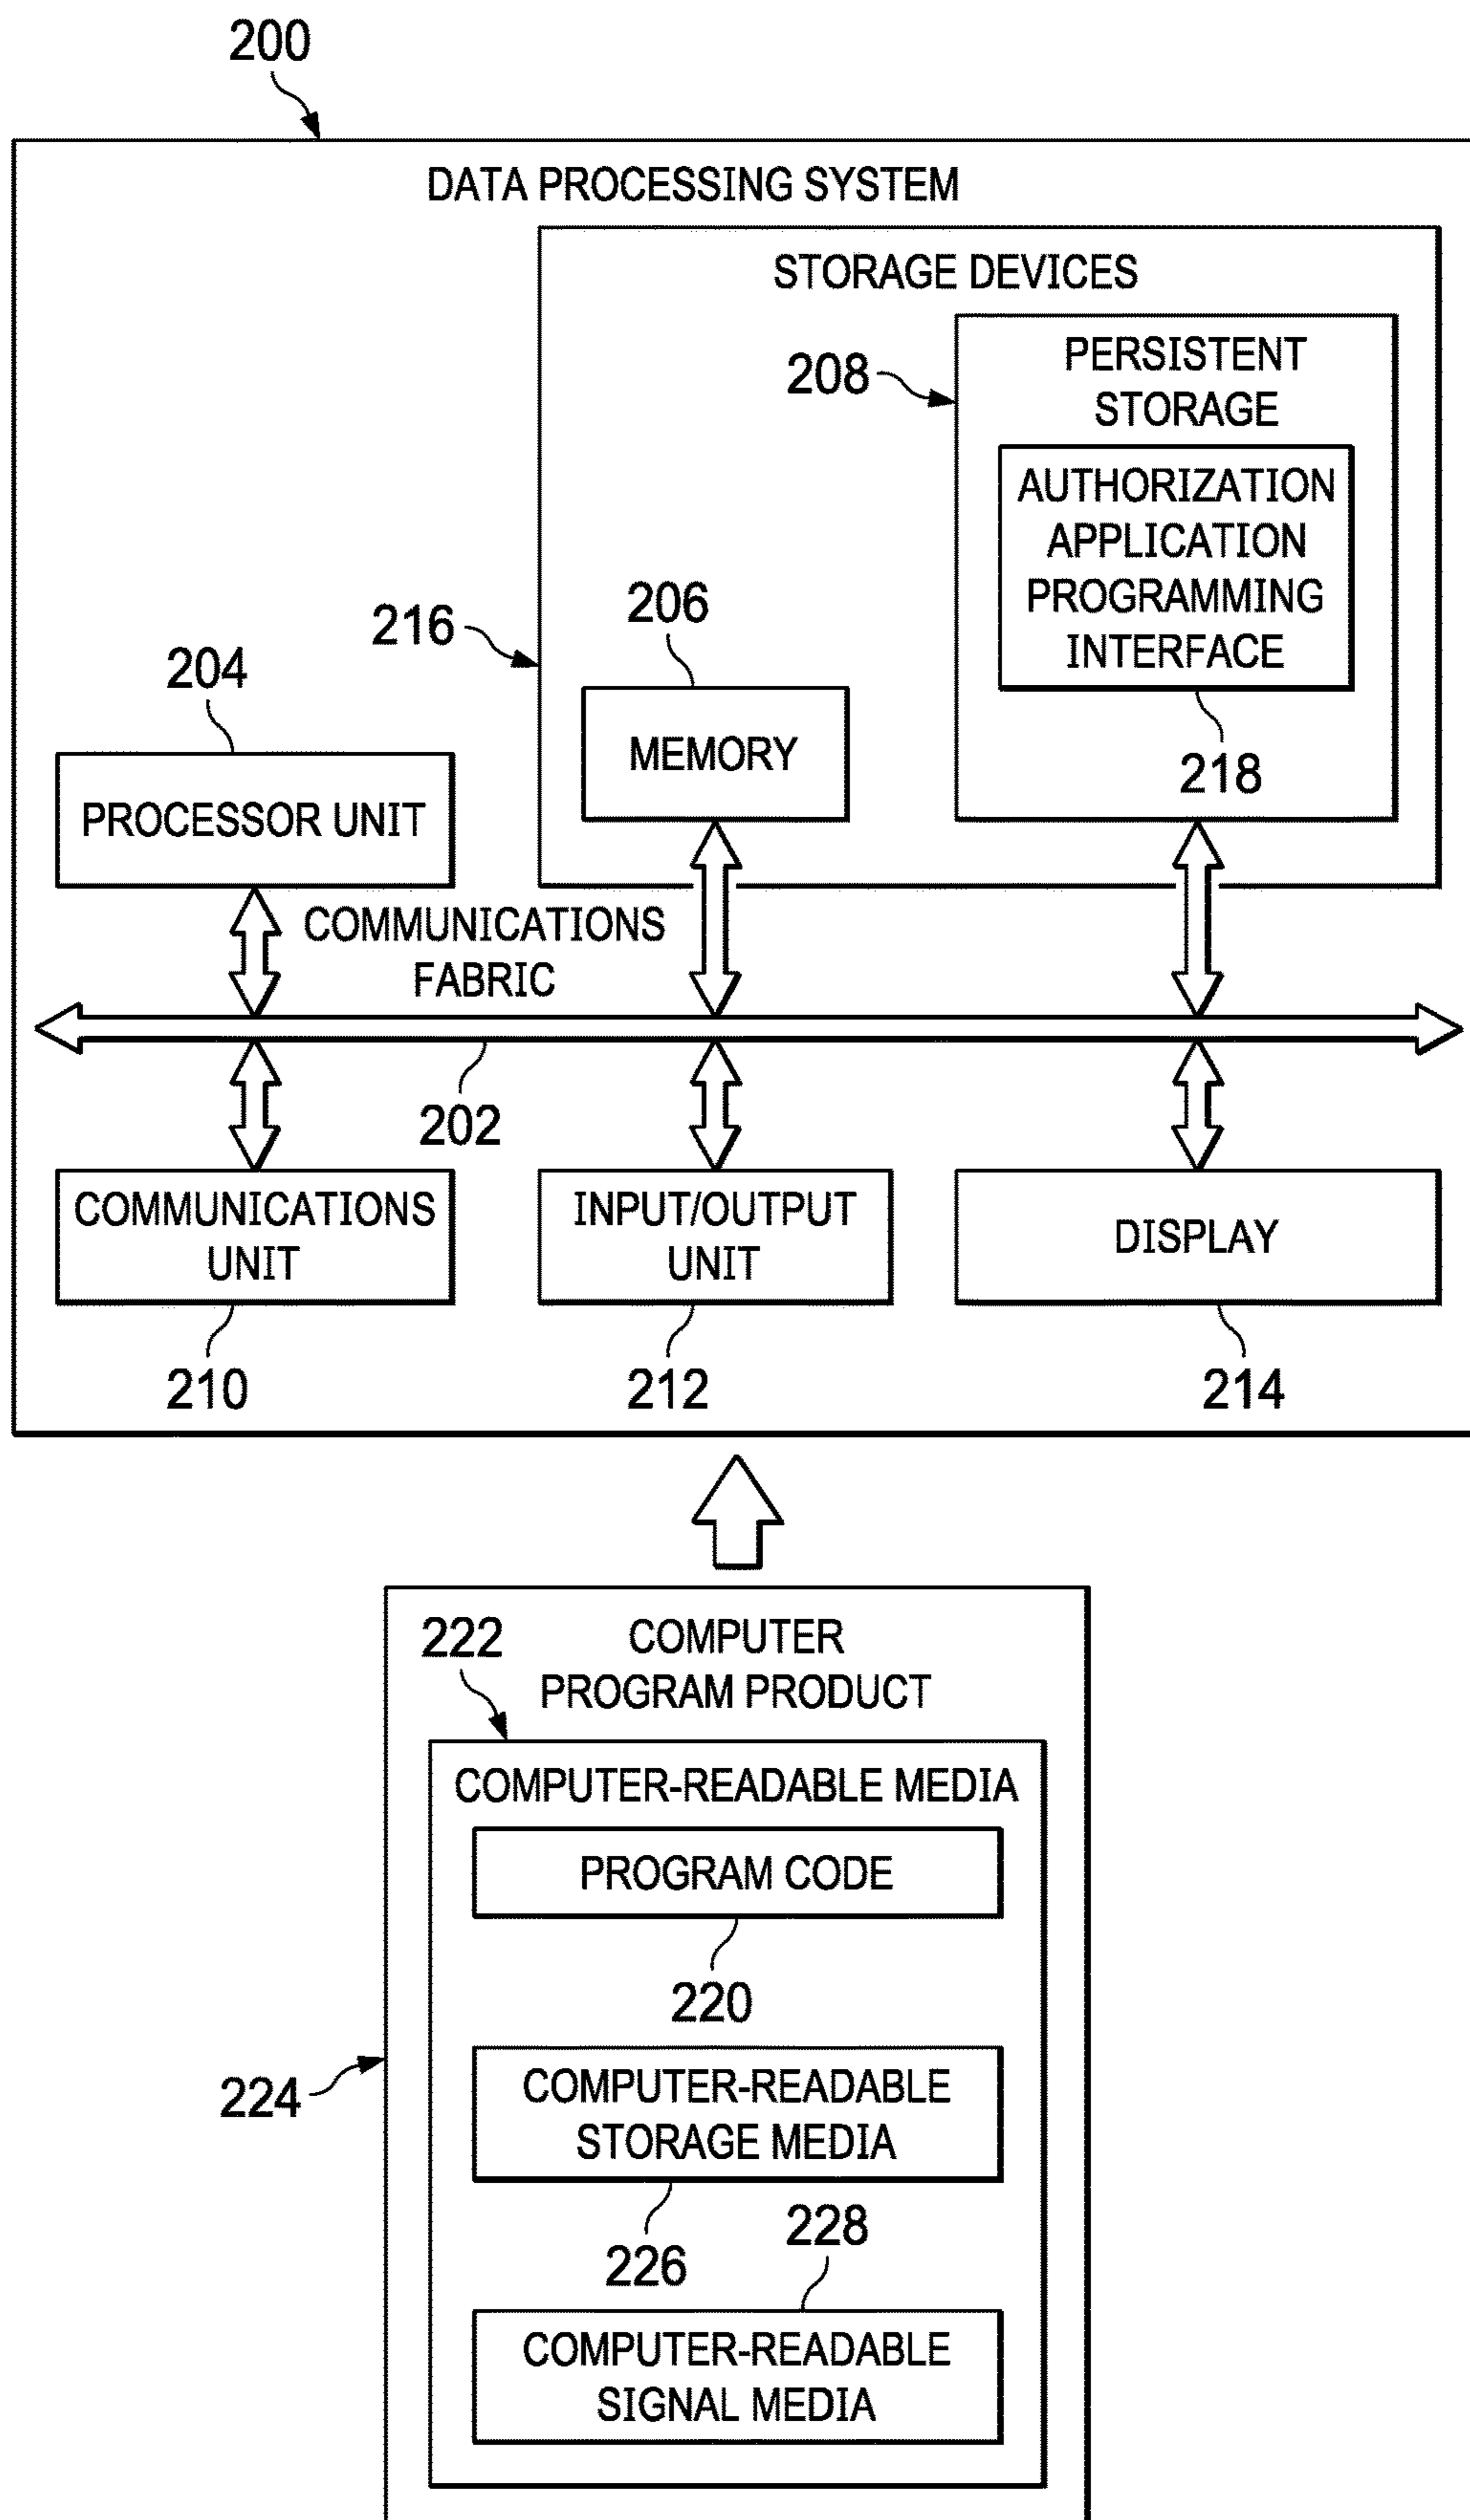 200
DATA PROCESSING SYSTEM
STORAGE DEVICES
208
PERSISTENT
STORAGE
AUTHORIZATION
APPLICATION
PROGRAMMING
INTERFACE
218
216
206
MEMORY
204
PROCESSOR UNIT
COMMUNICATIONS
FABRIC
202
COMMUNICATIONS
UNIT
210
INPUT/OUTPUT
UNIT
212
DISPLAY
214
222
COMPUTER
PROGRAM PRODUCT
COMPUTER-READABLE MEDIA
PROGRAM CODE
220
224
COMPUTER-READABLE
STORAGE MEDIA
226
228
COMPUTER-READABLE
SIGNAL MEDIA